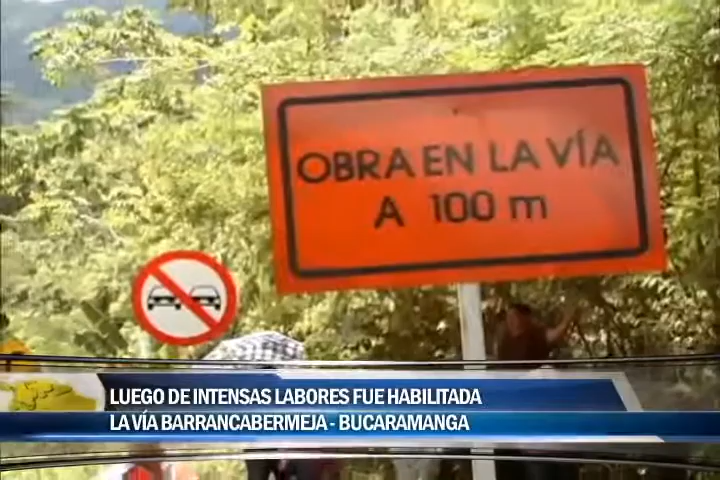 OBRA EN LA VÍA
A 100 m
LUEGO DE INTENSAS LABORES FUE HABILITADA
LA VÍA BARRANCABERMEJA - BUCARAMANGA